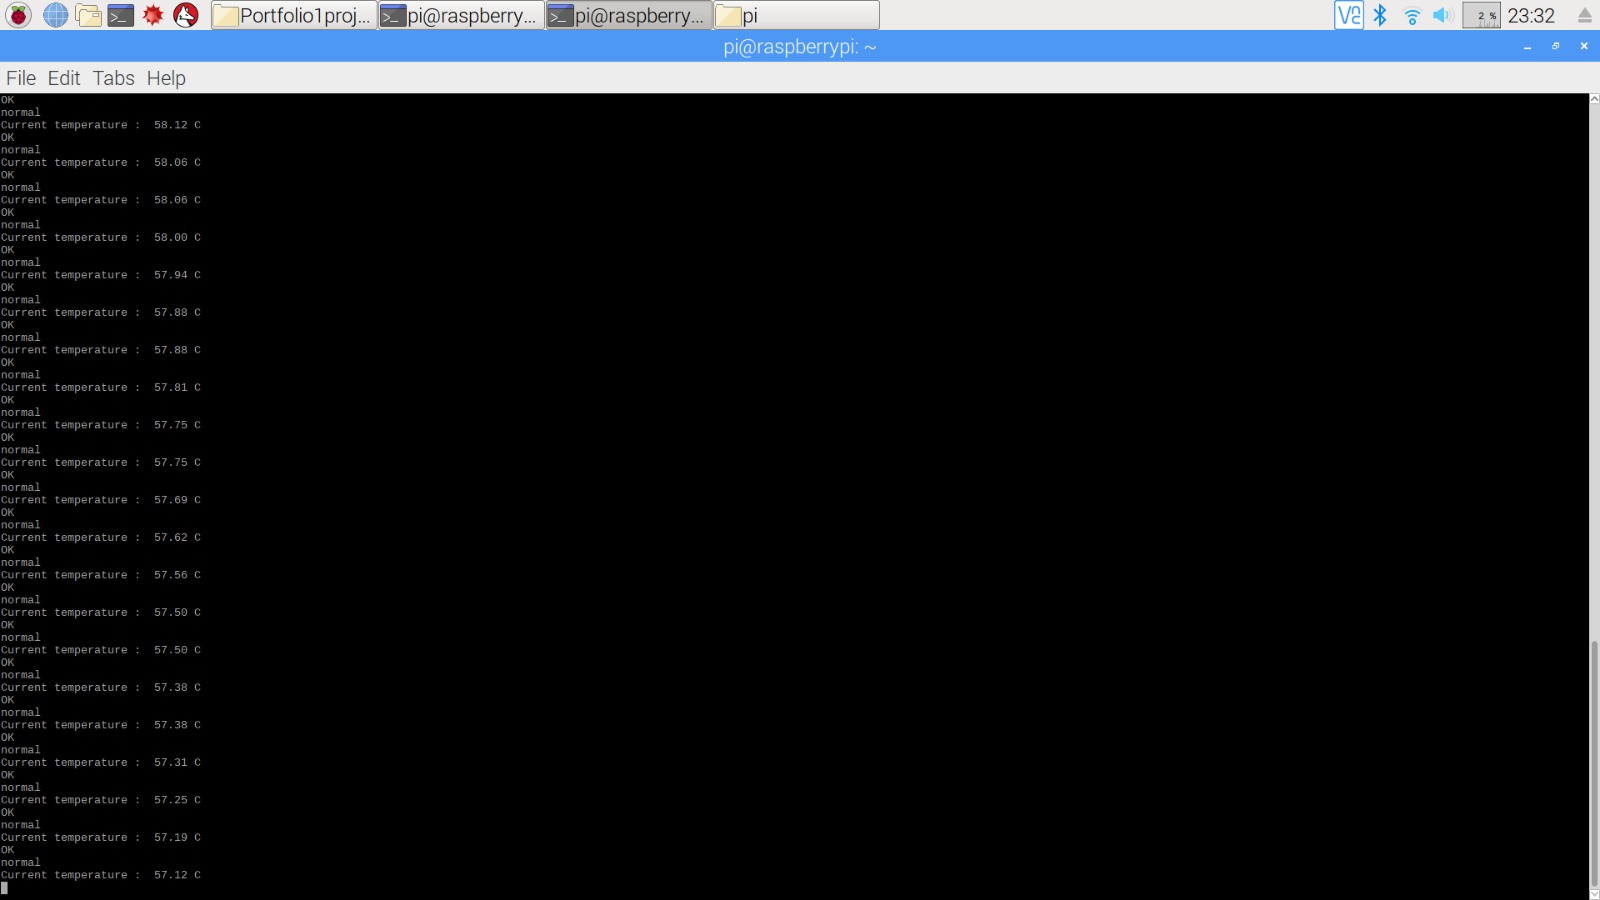 Portfolio1proj...
pi@raspberry...
pi@raspberry...
pi
2 %
23:32
pi@raspberrypi: ~
File Edit Tabs Help
OK
normal
Current temperature :  58.12 C
OK
normal
Current temperature :  58.06 C
OK
normal
Current temperature :  58.06 C
OK
normal
Current temperature :  58.00 C
OK
normal
Current temperature :  57.94 C
OK
normal
Current temperature :  57.88 C
OK
normal
Current temperature :  57.88 C
OK
normal
Current temperature :  57.81 C
OK
normal
Current temperature :  57.75 C
OK
normal
Current temperature :  57.75 C
OK
normal
Current temperature :  57.69 C
OK
normal
Current temperature :  57.62 C
OK
normal
Current temperature :  57.56 C
OK
normal
Current temperature :  57.50 C
OK
normal
Current temperature :  57.50 C
OK
normal
Current temperature :  57.38 C
OK
normal
Current temperature :  57.38 C
OK
normal
Current temperature :  57.31 C
OK
normal
Current temperature :  57.25 C
OK
normal
Current temperature :  57.19 C
OK
normal
Current temperature :  57.12 C